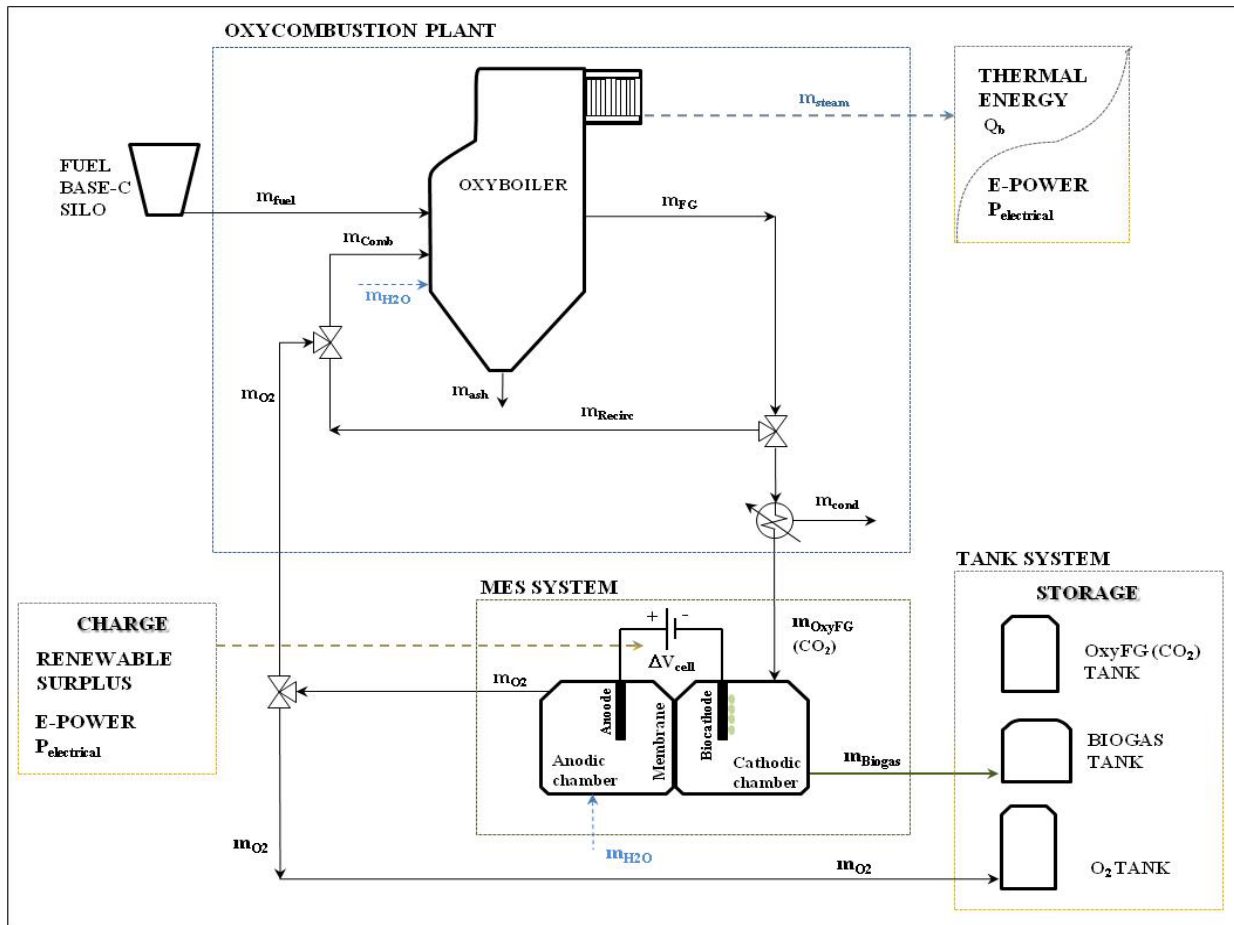 OXYCOMBUSTION PLANT
THERMAL
ENERGY
Qb
E-POWER
Pelectrical
msteam
FUEL
BASE-C
SILO
mfuel
OXYBOILER
mFG
mComb
mH2O
mO2
mash
mRecirc
mcond
MES SYSTEM
TANK SYSTEM
CHARGE
RENEWABLE
SURPLUS
E-POWER
Pelectrical
+ -
ΔVcell
mOxyFG
(CO2)
mO2
Anoode
Membrane
Biocathode
Anodic
chamber
Cathodic
chamber
mBiogas
mH2O
STORAGE
OxyFG (CO2)
TANK
BIOGAS
TANK
O2 TANK
mO2
mO2